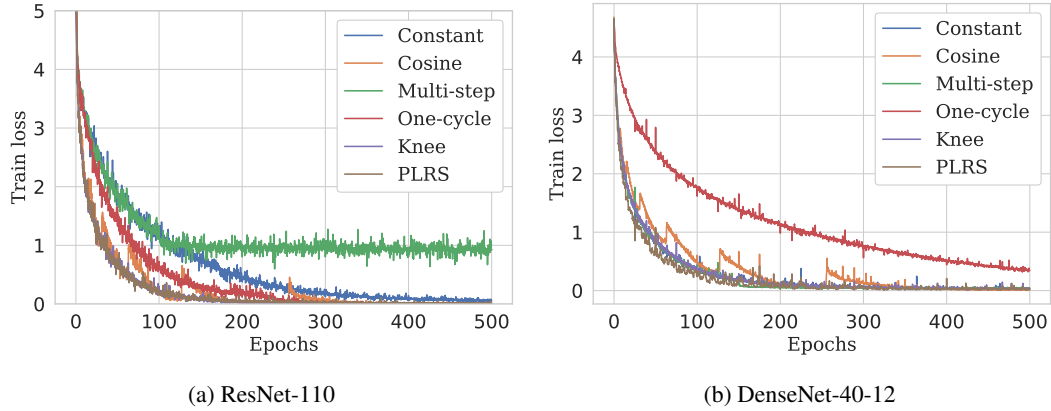 5
4
3
2
1
0
Train loss
0
100
200
300
400
500
Epochs
Constant
Cosine
Multi-step
One-cycle
Knee
PLRS
(a) ResNet-110
4
3
2
1
0
Train loss
0
100
200
300
400
500
Epochs
Constant
Cosine
Multi-step
One-cycle
Knee
PLRS
(b) DenseNet-40-12